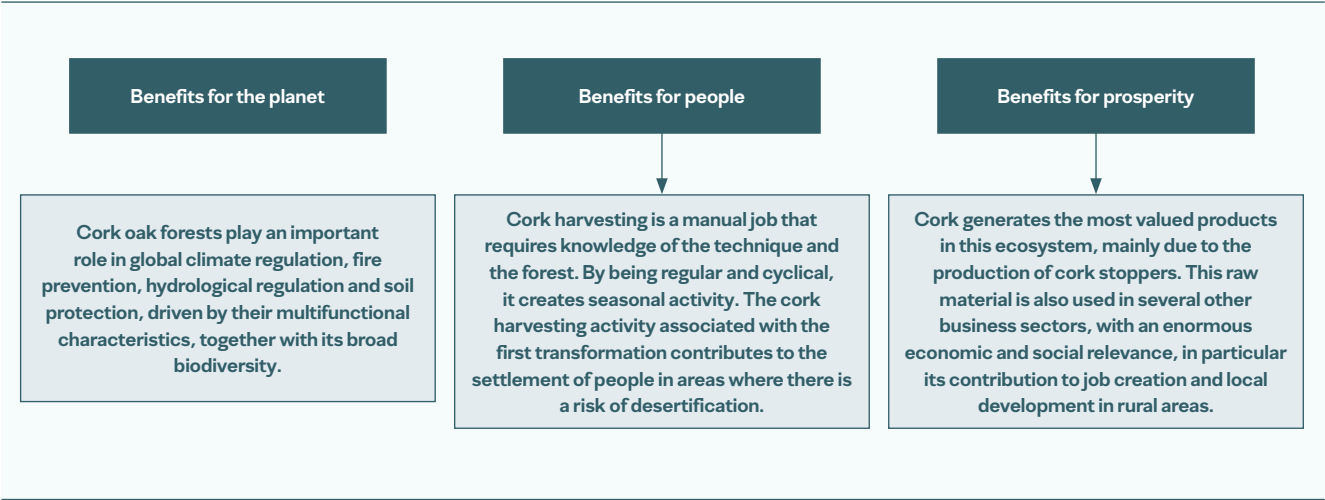 Benefits for the planet
Cork oak forests play an important
role in global climate regulation, fire
prevention, hydrological regulation and soil
protection, driven by their multifunctional
characteristics, together with its broad
biodiversity.
Benefits for people
Cork harvesting is a manual job that
requires knowledge of the technique and
the forest. By being regular and cyclical,
it creates seasonal activity. The cork
harvesting activity associated with the
first transformation contributes to the
settlement of people in areas where there is
a risk of desertification.
Benefits for prosperity
Cork generates the most valued products
in this ecosystem, mainly due to the
production of cork stoppers. This raw
material is also used in several other
business sectors, with an enormous
economic and social relevance, in particular
its contribution to job creation and local
development in rural areas.